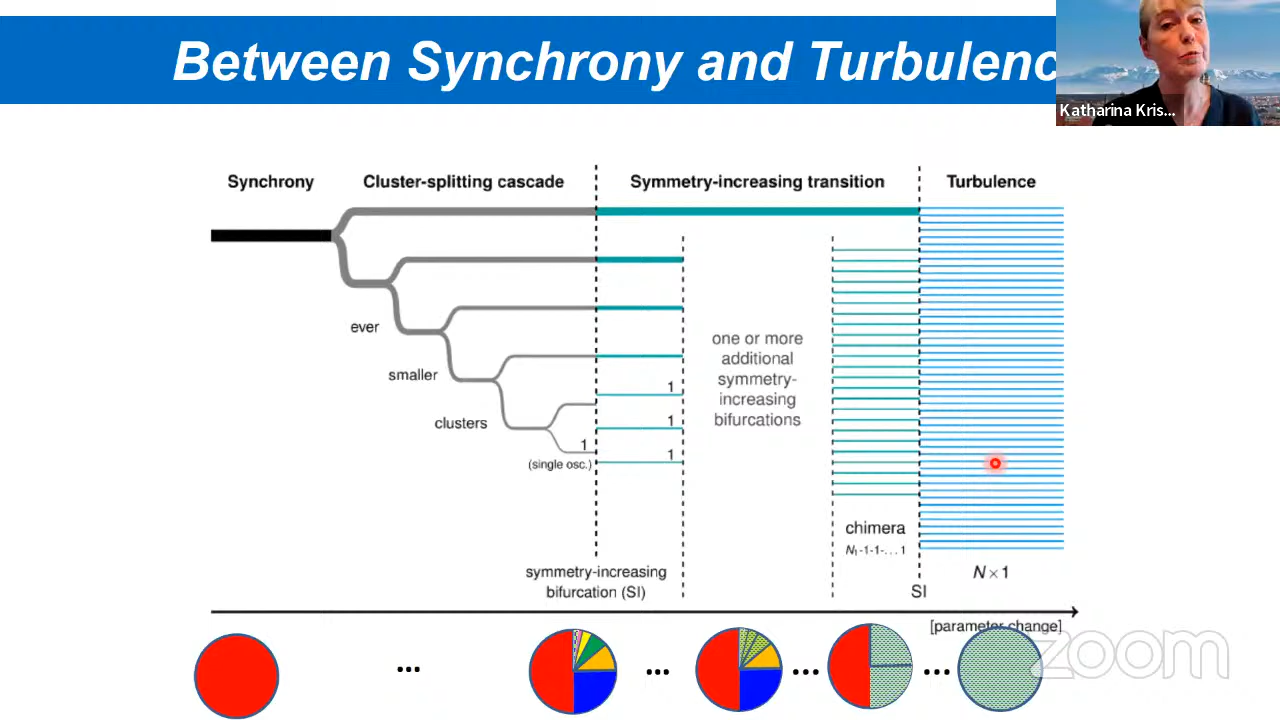 Between Synchrony and Turbulenc
Katharina Kris...
Synchrony
Cluster-splitting cascade
Symmetry-increasing transition
Turbulence
ever
smaller
clusters
1
(single osc.)
1
1
1
one or more
additional
symmetry-
increasing
bifurcations
chimera
N₁-1-1-...1
N×1
symmetry-increasing
bifurcation (SI)
SI
[parameter change]
...
...
...
...
zoom